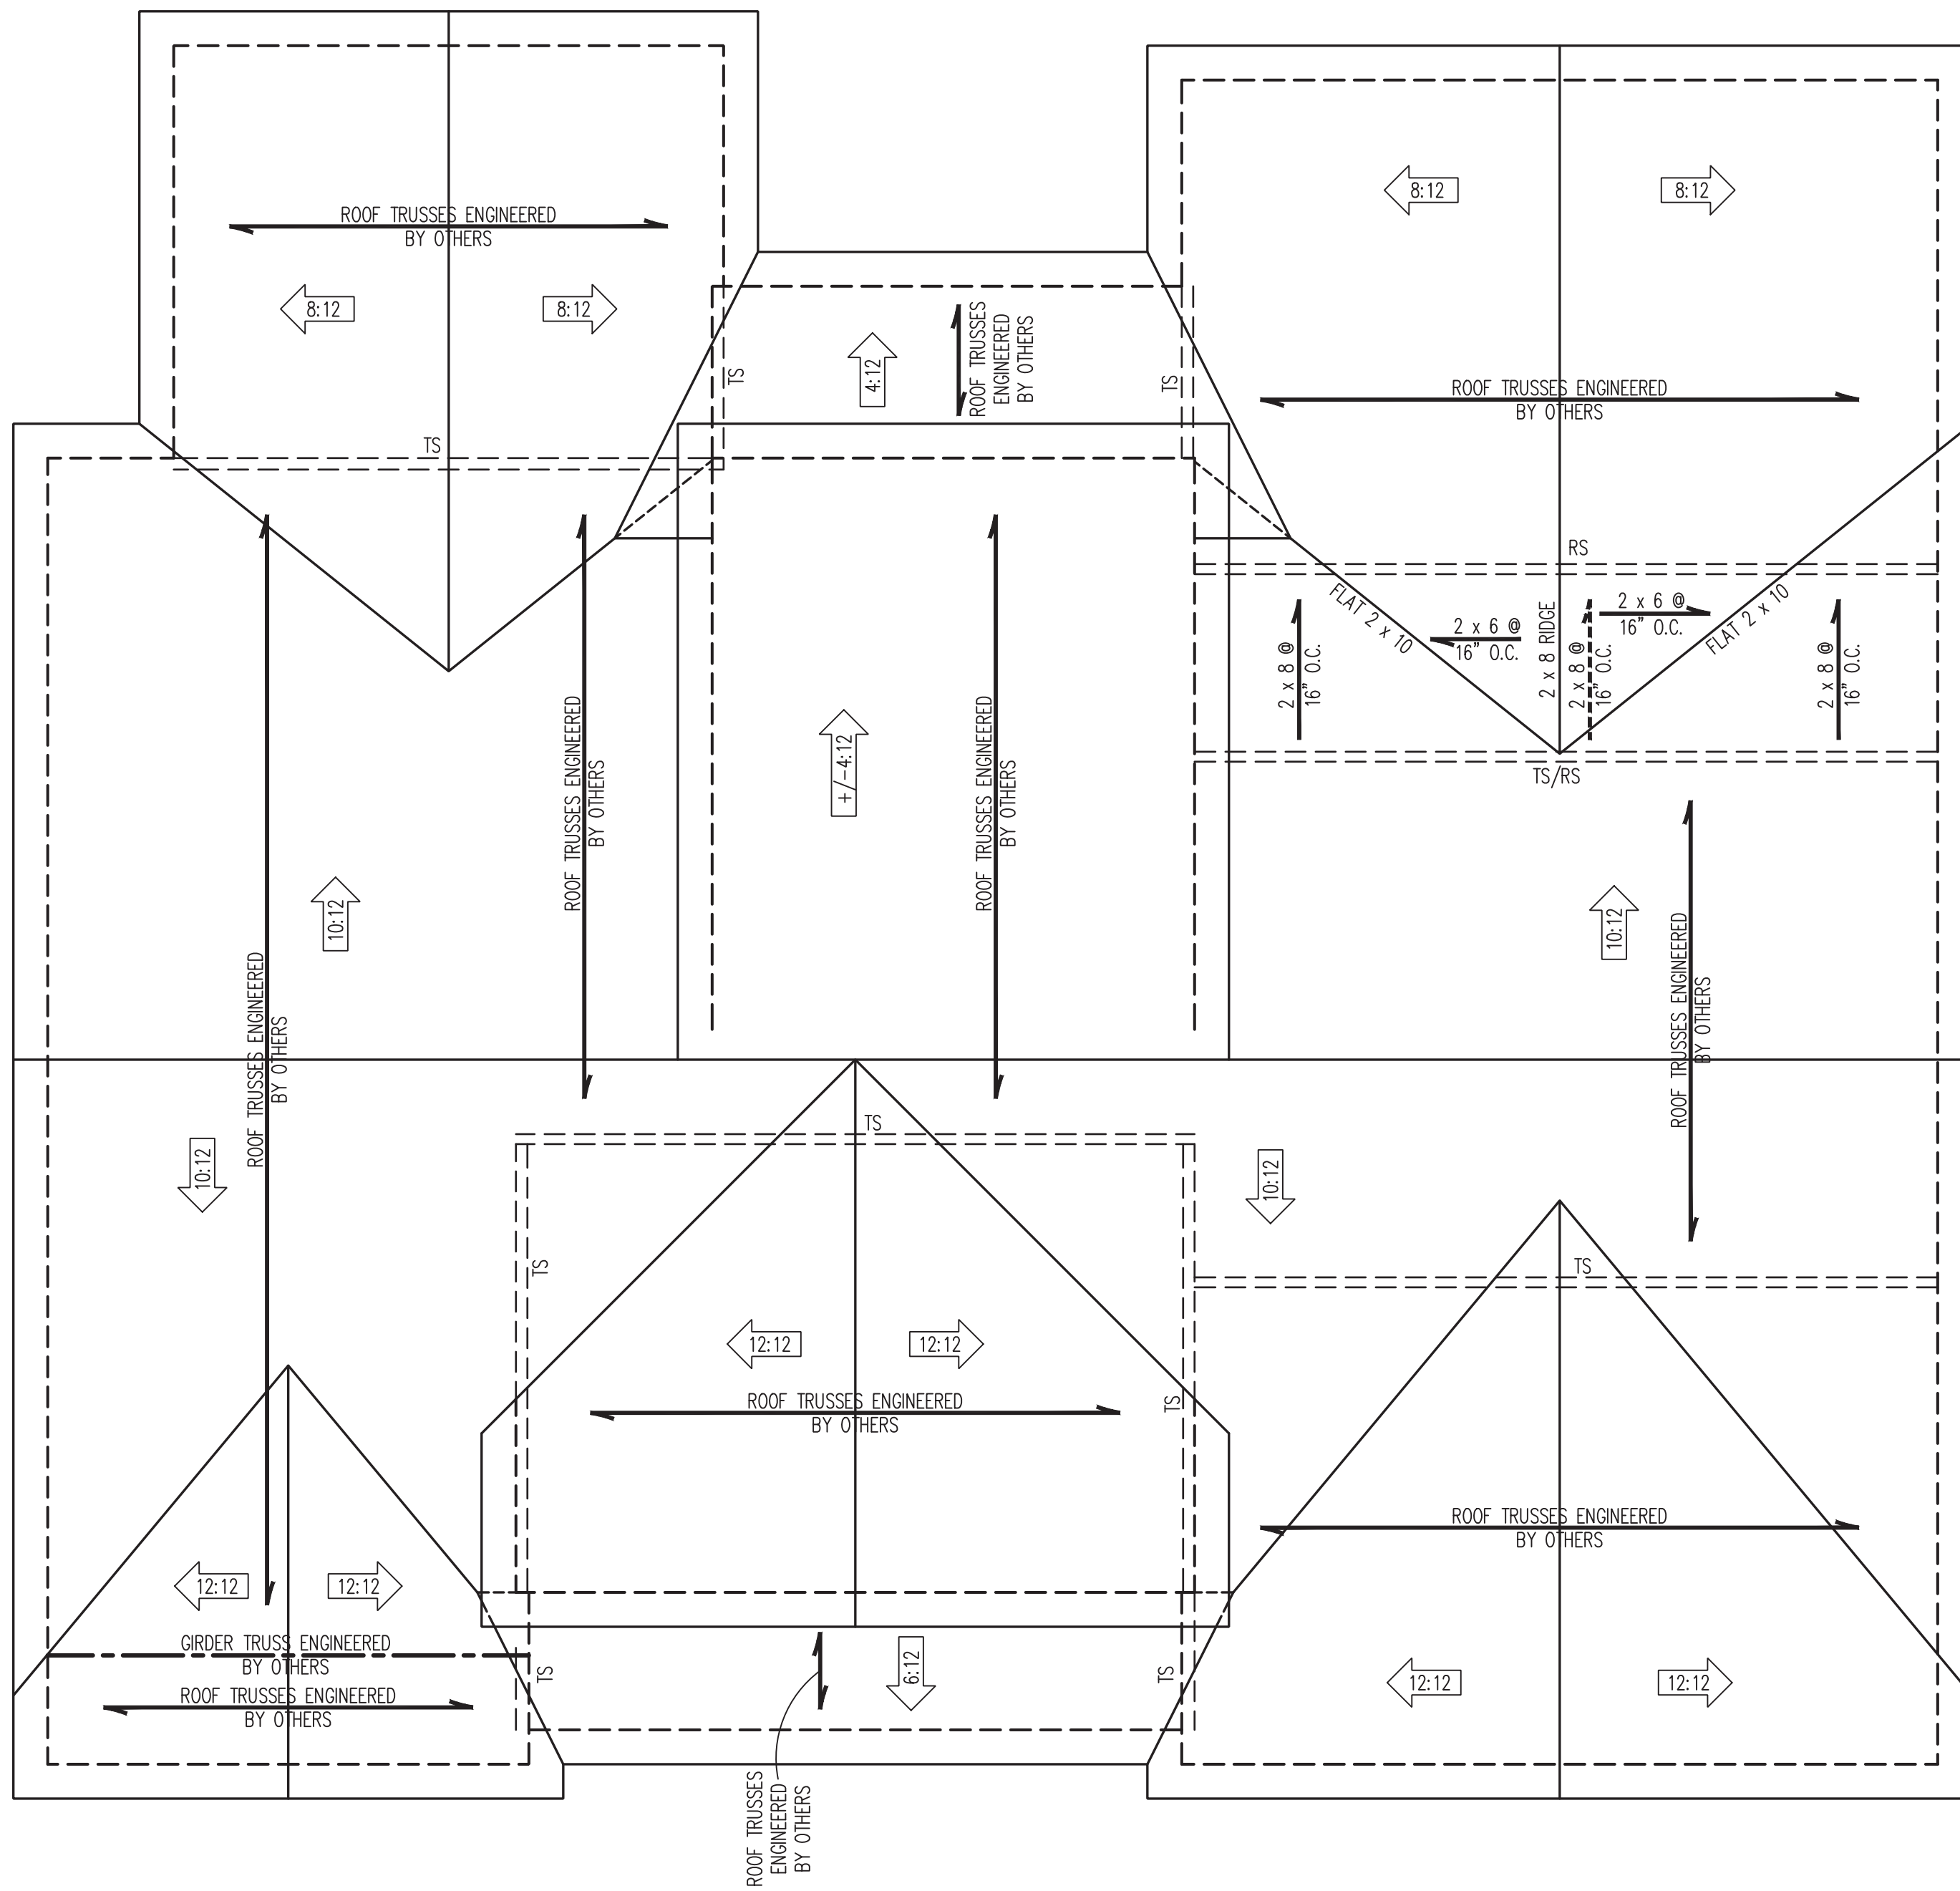 ROOF TRUSSES ENGINEERED
BY OTHERS
8:12
8:12
8:12
8:12
ROOF TRUSSES
ENGINEERED
BY OTHERS
4:12
TS
TS
ROOF TRUSSES ENGINEERED
BY OTHERS
TS
RS
FLAT 2 x 10
2 x 6 @
16" O.C.
2 x 8 RIDGE
2 x 8 @
16" O.C.
2 x 6 @
16" O.C.
FLAT 2 x 10
2 x 8 @
16" O.C.
2 x 8 @
16" O.C.
TS/RS
ROOF TRUSSES ENGINEERED
BY OTHERS
+/-4:12
ROOF TRUSSES ENGINEERED
BY OTHERS
10:12
10:12
ROOF TRUSSES ENGINEERED
BY OTHERS
ROOF TRUSSES ENGINEERED
BY OTHERS
10:12
TS
10:12
TS
TS
12:12
12:12
ROOF TRUSSES ENGINEERED
BY OTHERS
TS
ROOF TRUSSES ENGINEERED
BY OTHERS
12:12
12:12
GIRDER TRUSS ENGINEERED
BY OTHERS
ROOF TRUSSES ENGINEERED
BY OTHERS
TS
6:12
TS
12:12
12:12
ROOF TRUSSES
ENGINEERED
BY OTHERS